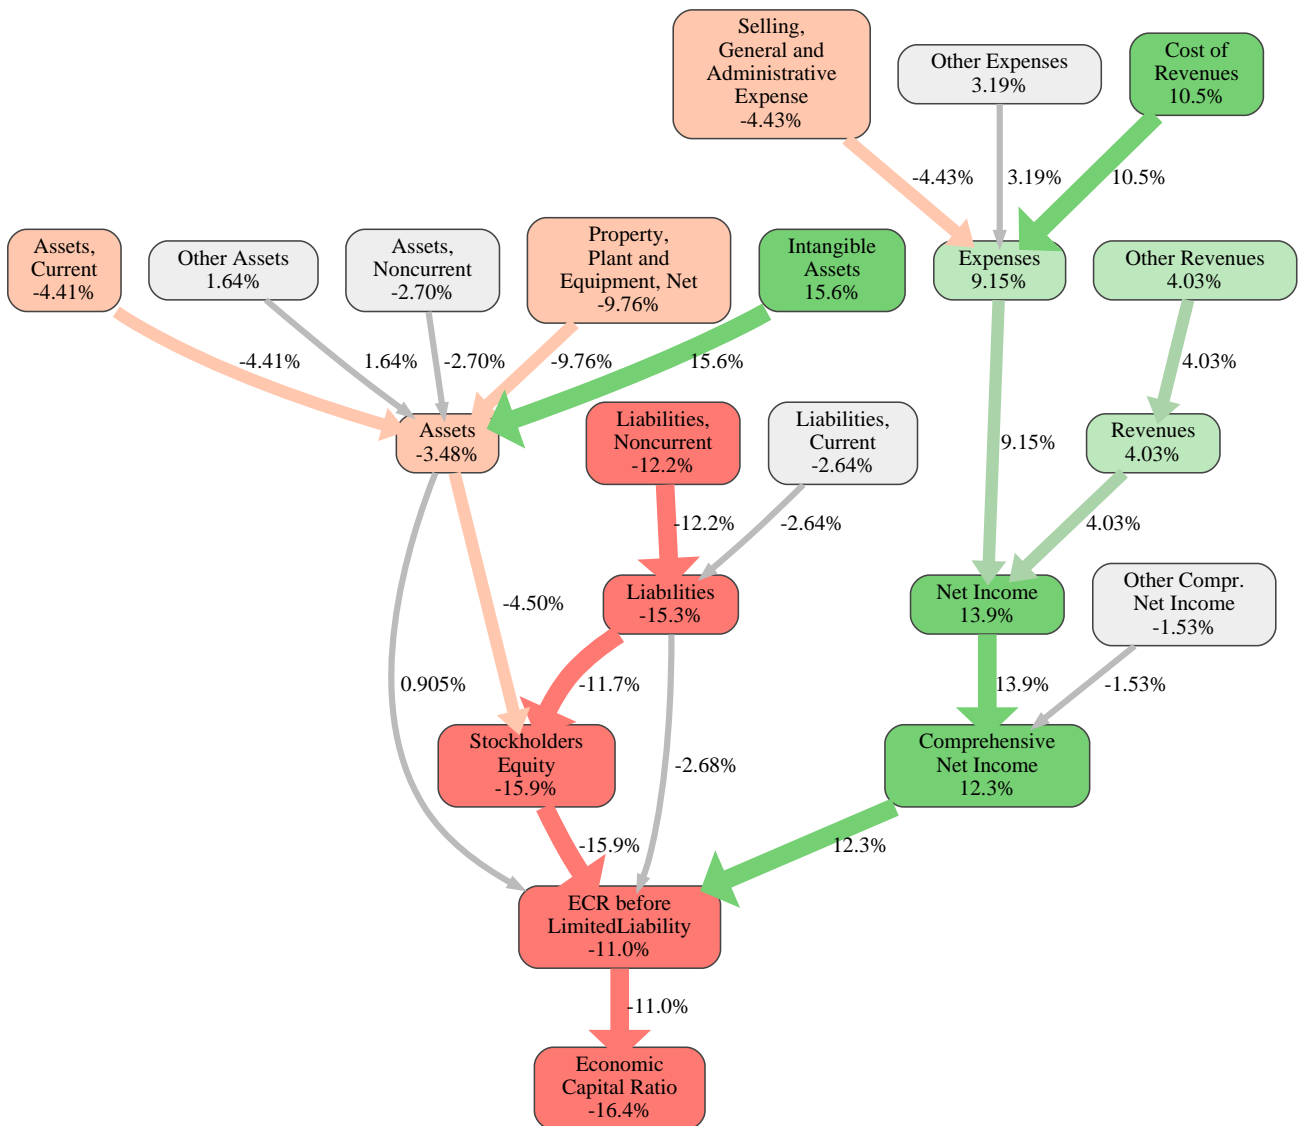 Selling,
General and
Administrative
Expense
-4.43%
Other Expenses
3.19%
Cost of
Revenues
10.5%
-4.43%
3.19%
10.5%
Assets,
Current
-4.41%
Other Assets
1.64%
Assets,
Noncurrent
-2.70%
Property,
Plant and
Equipment, Net
-9.76%
Intangible
Assets
15.6%
Expenses
9.15%
Other Revenues
4.03%
-4.41%
1.64%
-2.70%
-9.76%
15.6%
4.03%
Assets
-3.48%
Liabilities,
Noncurrent
-12.2%
Liabilities,
Current
-2.64%
9.15%
Revenues
4.03%
-12.2%
-2.64%
4.03%
-4.50%
Liabilities
-15.3%
Net Income
13.9%
Other Compr.
Net Income
-1.53%
0.905%
-11.7%
13.9%
-1.53%
Stockholders
Equity
-15.9%
-2.68%
Comprehensive
Net Income
12.3%
-15.9%
12.3%
ECR before
LimitedLiability
-11.0%
-11.0%
Economic
Capital Ratio
-16.4%